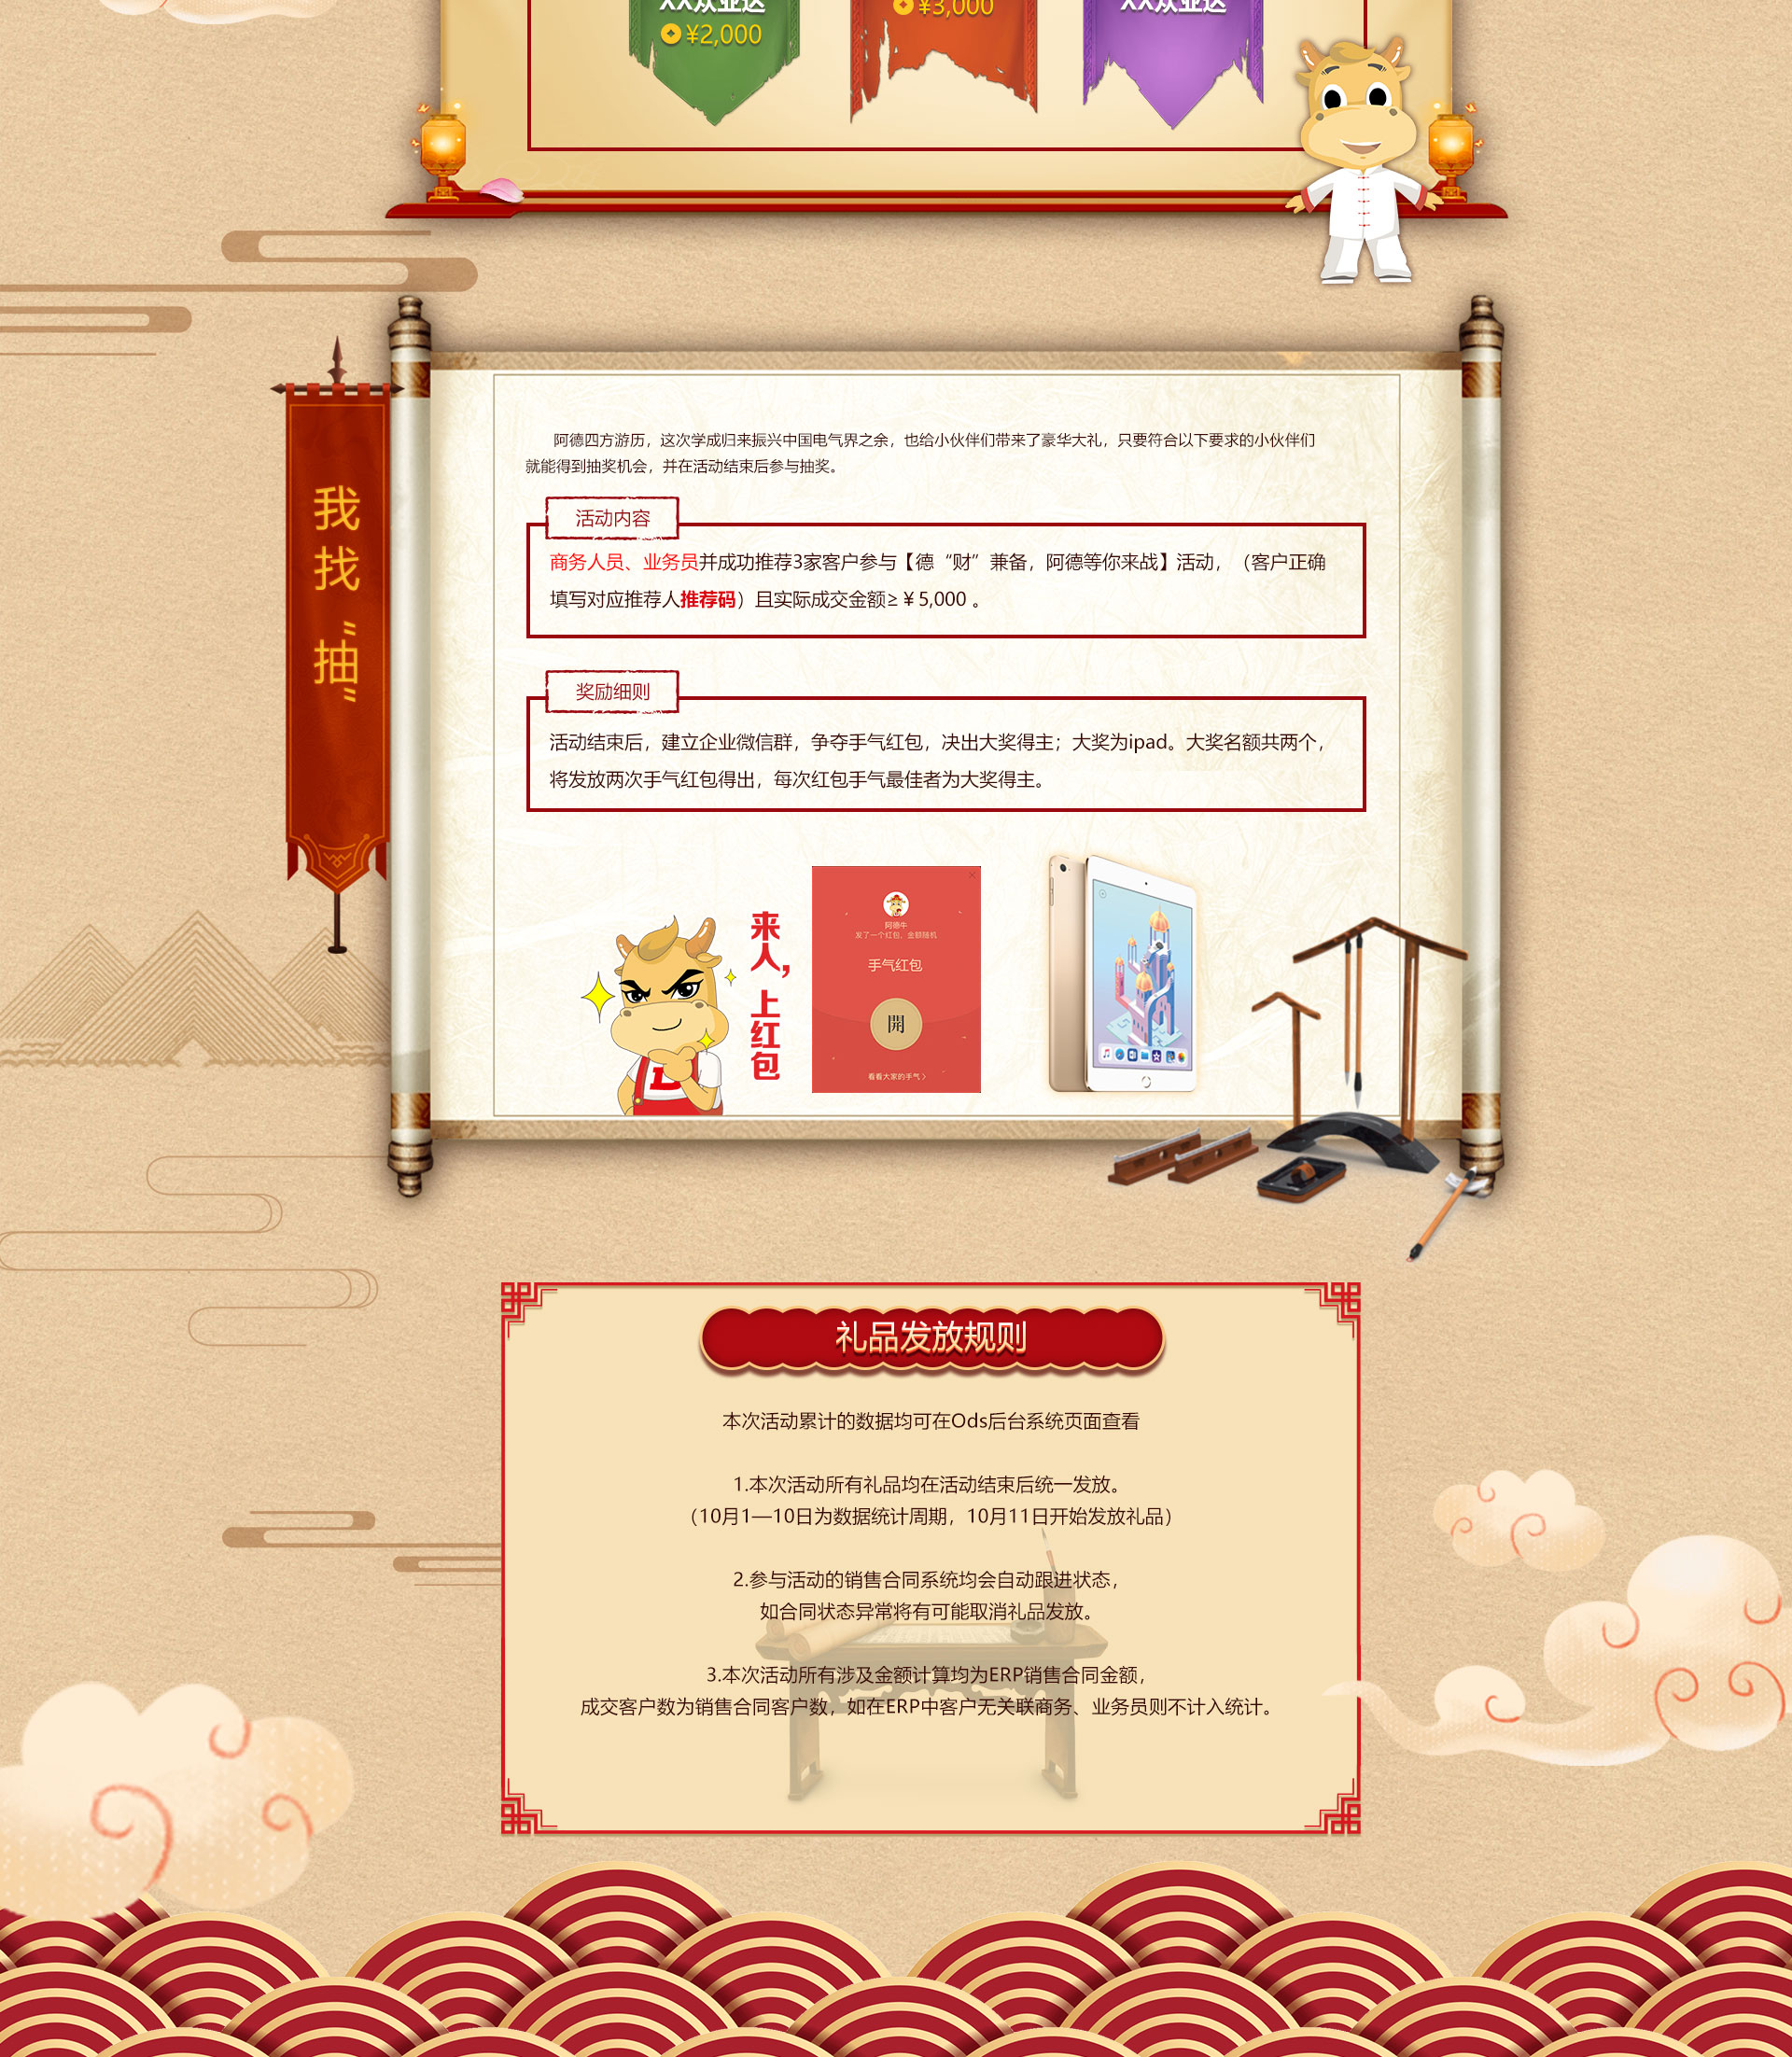 XX众业达
¥2,000
¥3,000
XX众业达
我找“抽”
阿德四方游历，这次学成归来振兴中国电气界之余，也给小伙伴们带来了豪华大礼，只要符合以下要求的小伙伴们
就能得到抽奖机会，并在活动结束后参与抽奖。
活动内容
商务人员、业务员并成功推荐3家客户参与【德“财”兼备，阿德等你来战】活动，（客户正确
填写对应推荐人推荐码）且实际成交金额≥￥5,000 。
奖励细则
活动结束后，建立企业微信群，争夺手气红包，决出大奖得主；大奖为ipad。大奖名额共两个，
将发放两次手气红包得出，每次红包手气最佳者为大奖得主。
来人，上红包
阿德牛
发了一个红包，金额随机
手气红包
開
看看大家的手气>
礼品发放规则
本次活动累计的数据均可在Ods后台系统页面查看
1.本次活动所有礼品均在活动结束后统一发放。
（10月1—10日为数据统计周期，10月11日开始发放礼品）
2.参与活动的销售合同系统均会自动跟进状态，
如合同状态异常将有可能取消礼品发放。
3.本次活动所有涉及金额计算均为ERP销售合同金额，
成交客户数为销售合同客户数，如在ERP中客户无关联商务、业务员则不计入统计。